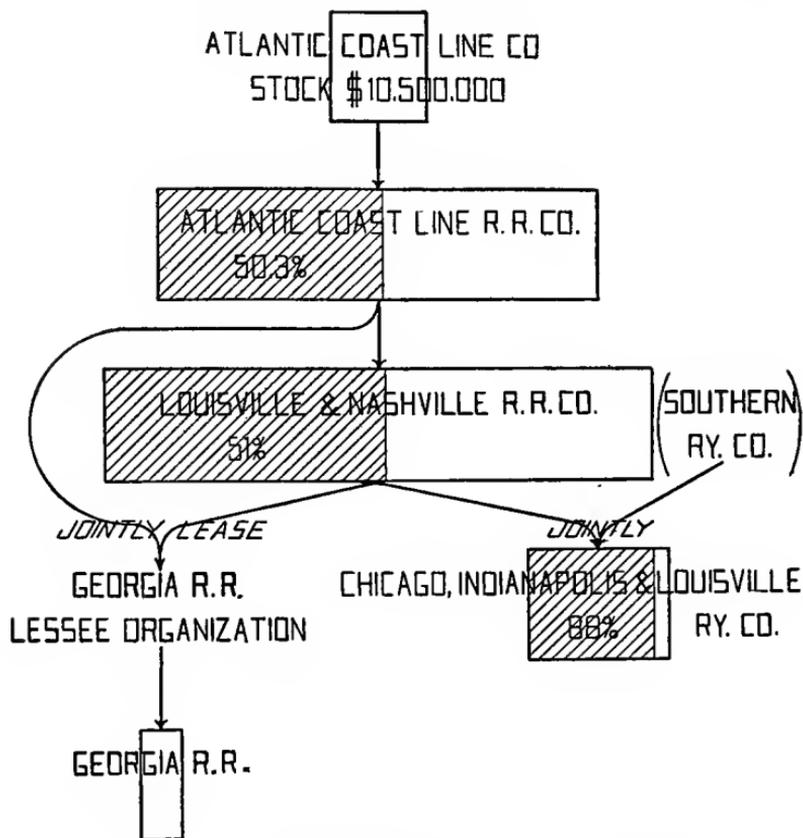 ATLANTIC COAST LINE CO
STOCK $10.500.000
ATLANTIC COAST LINE R.R.CO.
50.3%
LOUISVILLE & NASHVILLE R.R.CO.
51%
(SOUTHERN
RY. CO.)
JOINTLY LEASE
JOINTLY
GEORGIA R.R.
LESSEE ORGANIZATION
CHICAGO, INDIANAPOLIS & LOUISVILLE
88%
RY. CO.
GEORGIA R.R.